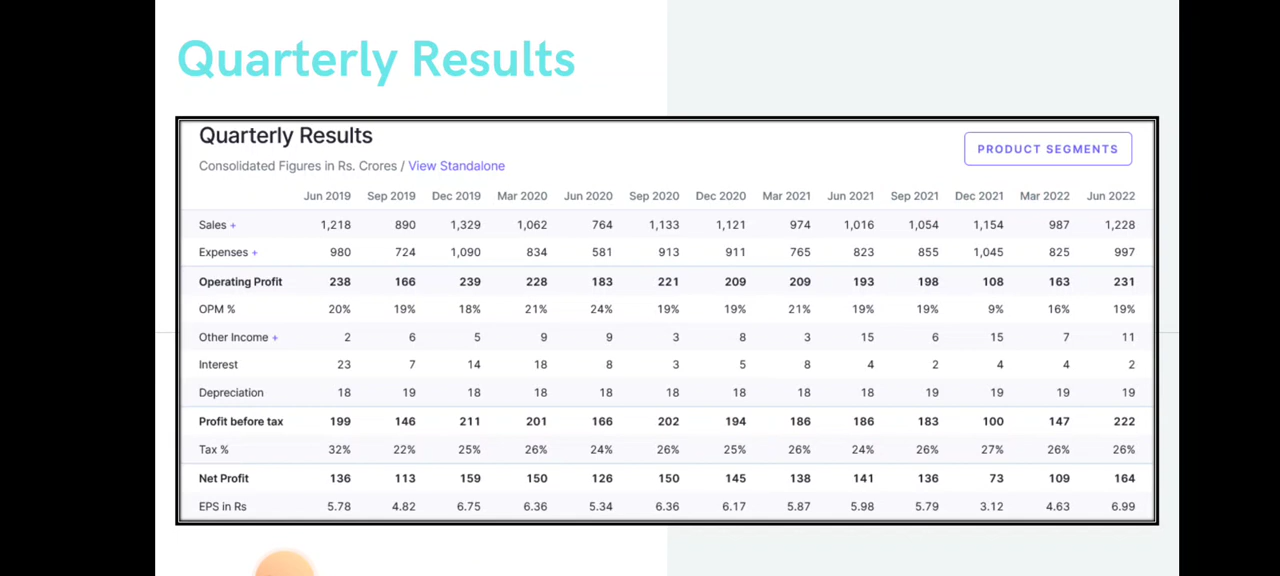 Quarterly Results
Quarterly Results
PRODUCT SEGMENTS
Consolidated Figures in Rs. Crores / View Standalone
Jun 2019 Sep 2019 Dec 2019 Mar 2020 Jun 2020 Sep 2020 Dec 2020 Mar 2021 Jun 2021 Sep 2021 Dec 2021 Mar 2022 Jun 2022
Sales + 1,218 890 1,329 1,062 764 1,133 1,121 974 1,016 1,054 1,154 987 1,228
Expenses + 980 724 1,090 834 581 913 911 765 823 855 1,045 825 997
Operating Profit 238 166 239 228 183 221 209 209 193 198 108 163 231
OPM % 20% 19% 18% 21% 24% 19% 19% 21% 19% 19% 9% 16% 19%
Other Income + 2 6 5 9 9 3 8 3 15 6 15 7 11
Interest 23 7 14 18 8 3 5 8 4 2 4 4 2
Depreciation 18 19 18 18 18 18 18 18 18 19 19 19 19
Profit before tax 199 146 211 201 166 202 194 186 186 183 100 147 222
Tax % 32% 22% 25% 26% 24% 26% 25% 26% 24% 26% 27% 26% 26%
Net Profit 136 113 159 150 126 150 145 138 141 136 73 109 164
EPS in Rs 5.78 4.82 6.75 6.36 5.34 6.36 6.17 5.87 5.98 5.79 3.12 4.63 6.99